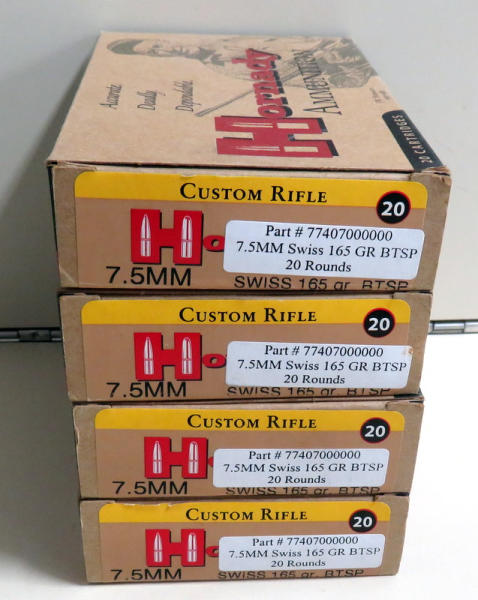 Accurate
Deadly
Dependable
Hornady
AMMUNITION
20 CARTRIDGES
CUSTOM RIFLE
20
Ho
Part # 77407000000
7.5MM Swiss 165 GR BTSP
20 Rounds
7.5MM
SWISS 165 gr. BTSP
CUSTOM RIFLE
20
Ho
Part # 77407000000
7.5MM Swiss 165 GR BTSP
20 Rounds
7.5MM
SWISS 165 gr. BTSP
CUSTOM RIFLE
20
Ho
Part # 77407000000
7.5MM Swiss 165 GR BTSP
20 Rounds
7.5MM
SWISS 165 gr. BTSP
CUSTOM RIFLE
20
Ho
Part # 77407000000
7.5MM Swiss 165 GR BTSP
20 Rounds
7.5MM
SWISS 165 gr. BTSP